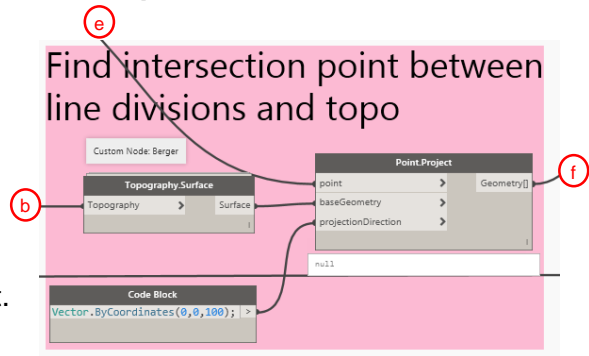 e
Find intersection point between
line divisions and topo
Custom Node: Berger
Topography.Surface
Topography > Surface
l
Point.Project
point > Geometry[]
baseGeometry >
projectionDirection >
l
null
b
f
Code Block
Vector.ByCoordinates(0,0,100); >